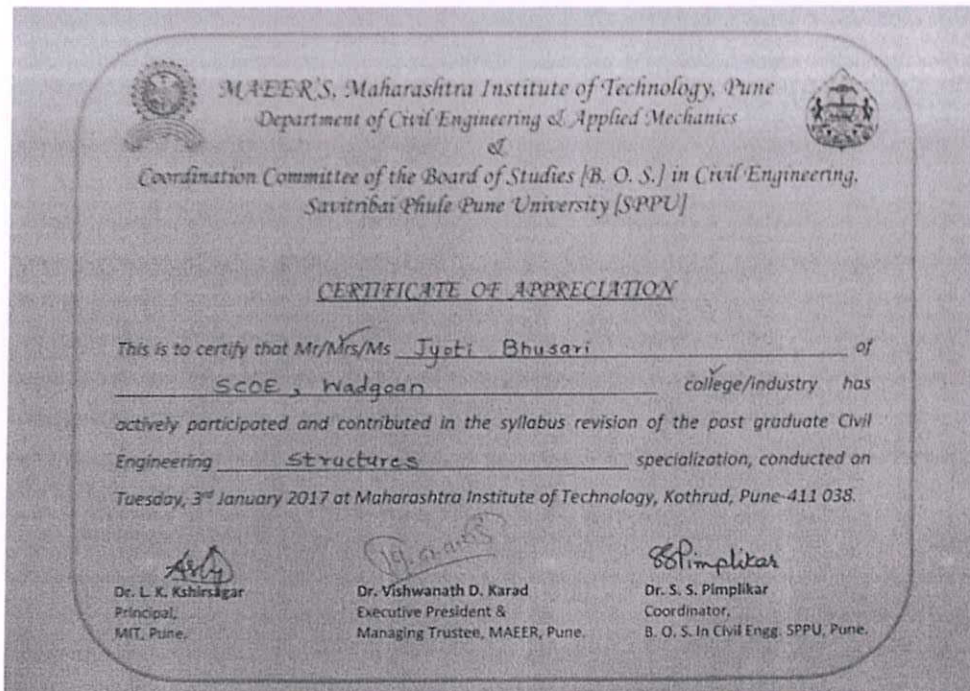 MAEER'S, Maharashtra Institute of Technology, Pune
Department of Civil Engineering & Applied Mechanics
&
Coordination Committee of the Board of Studies [B. O. S.] in Civil Engineering,
Savitribai Phule Pune University [SPPU]
CERTIFICATE OF APPRECIATION
This is to certify that Mr/Mrs/Ms Jyoti Bhusari of
SCOE, Wadgoan college/industry has
actively participated and contributed in the syllabus revision of the post graduate Civil
Engineering Structures specialization, conducted on
Tuesday, 3rd January 2017 at Maharashtra Institute of Technology, Kothrud, Pune-411 038.
SSPimplikar
Dr. L. K. Kshirsagar Dr. Vishwanath D. Karad Dr. S. S. Pimplikar
Principal, Executive President & Coordinator,
MIT, Pune. Managing Trustee, MAEER, Pune. B. O. S. In Civil Engg. SPPU, Pune.